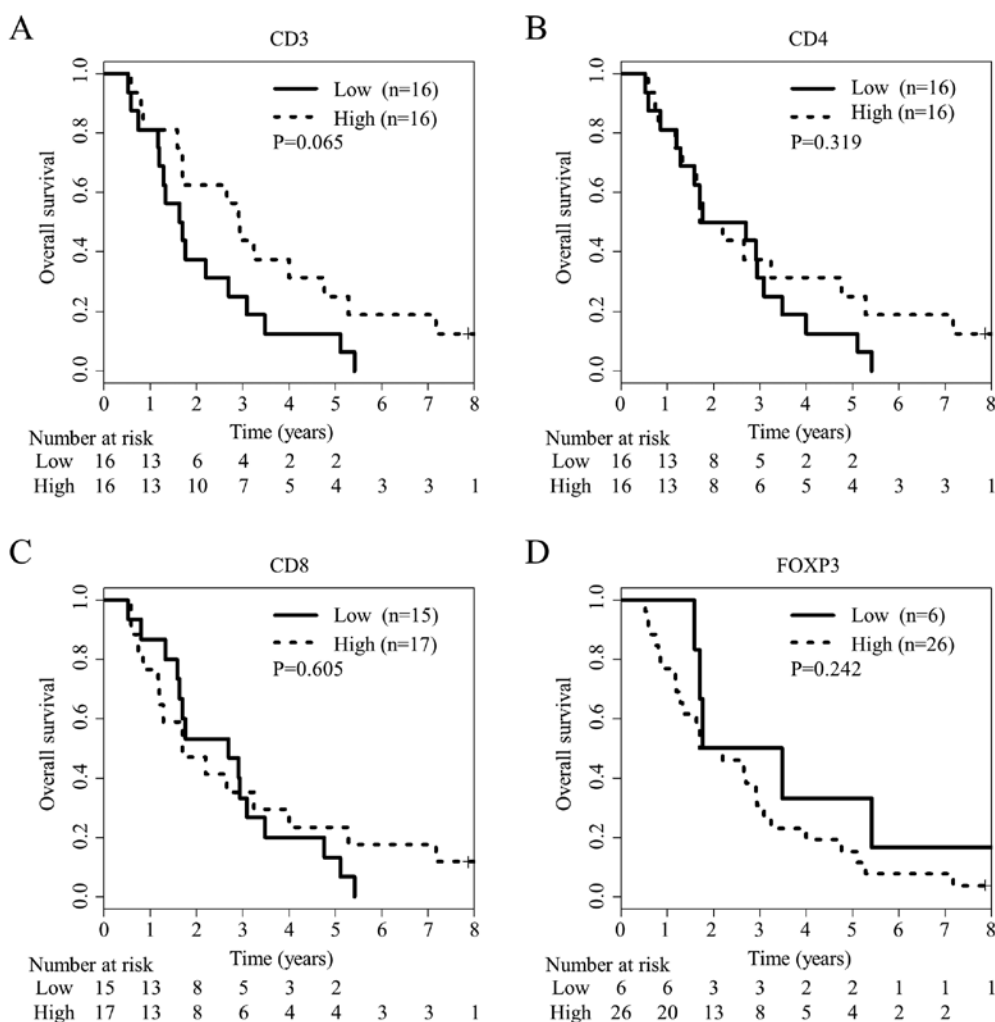 A
CD3
Low (n=16)
High (n=16)
P=0.065
Overall survival
1.0
0.8
0.6
0.4
0.2
0.0
0 1 2 3 4 5 6 7 8
Time (years)
Number at risk
Low 16 13 6 4 2 2
High 16 13 10 7 5 4 3 3 1
B
CD4
Low (n=16)
High (n=16)
P=0.319
Overall survival
1.0
0.8
0.6
0.4
0.2
0.0
0 1 2 3 4 5 6 7 8
Time (years)
Number at risk
Low 16 13 8 5 2 2
High 16 13 8 6 5 4 3 3 1
C
CD8
Low (n=15)
High (n=17)
P=0.605
Overall survival
1.0
0.8
0.6
0.4
0.2
0.0
0 1 2 3 4 5 6 7 8
Time (years)
Number at risk
Low 15 13 8 5 3 2
High 17 13 8 6 4 4 3 3 1
D
FOXP3
Low (n=6)
High (n=26)
P=0.242
Overall survival
1.0
0.8
0.6
0.4
0.2
0.0
0 1 2 3 4 5 6 7 8
Time (years)
Number at risk
Low 6 6 3 3 2 2 1 1 1
High 26 20 13 8 5 4 2 2